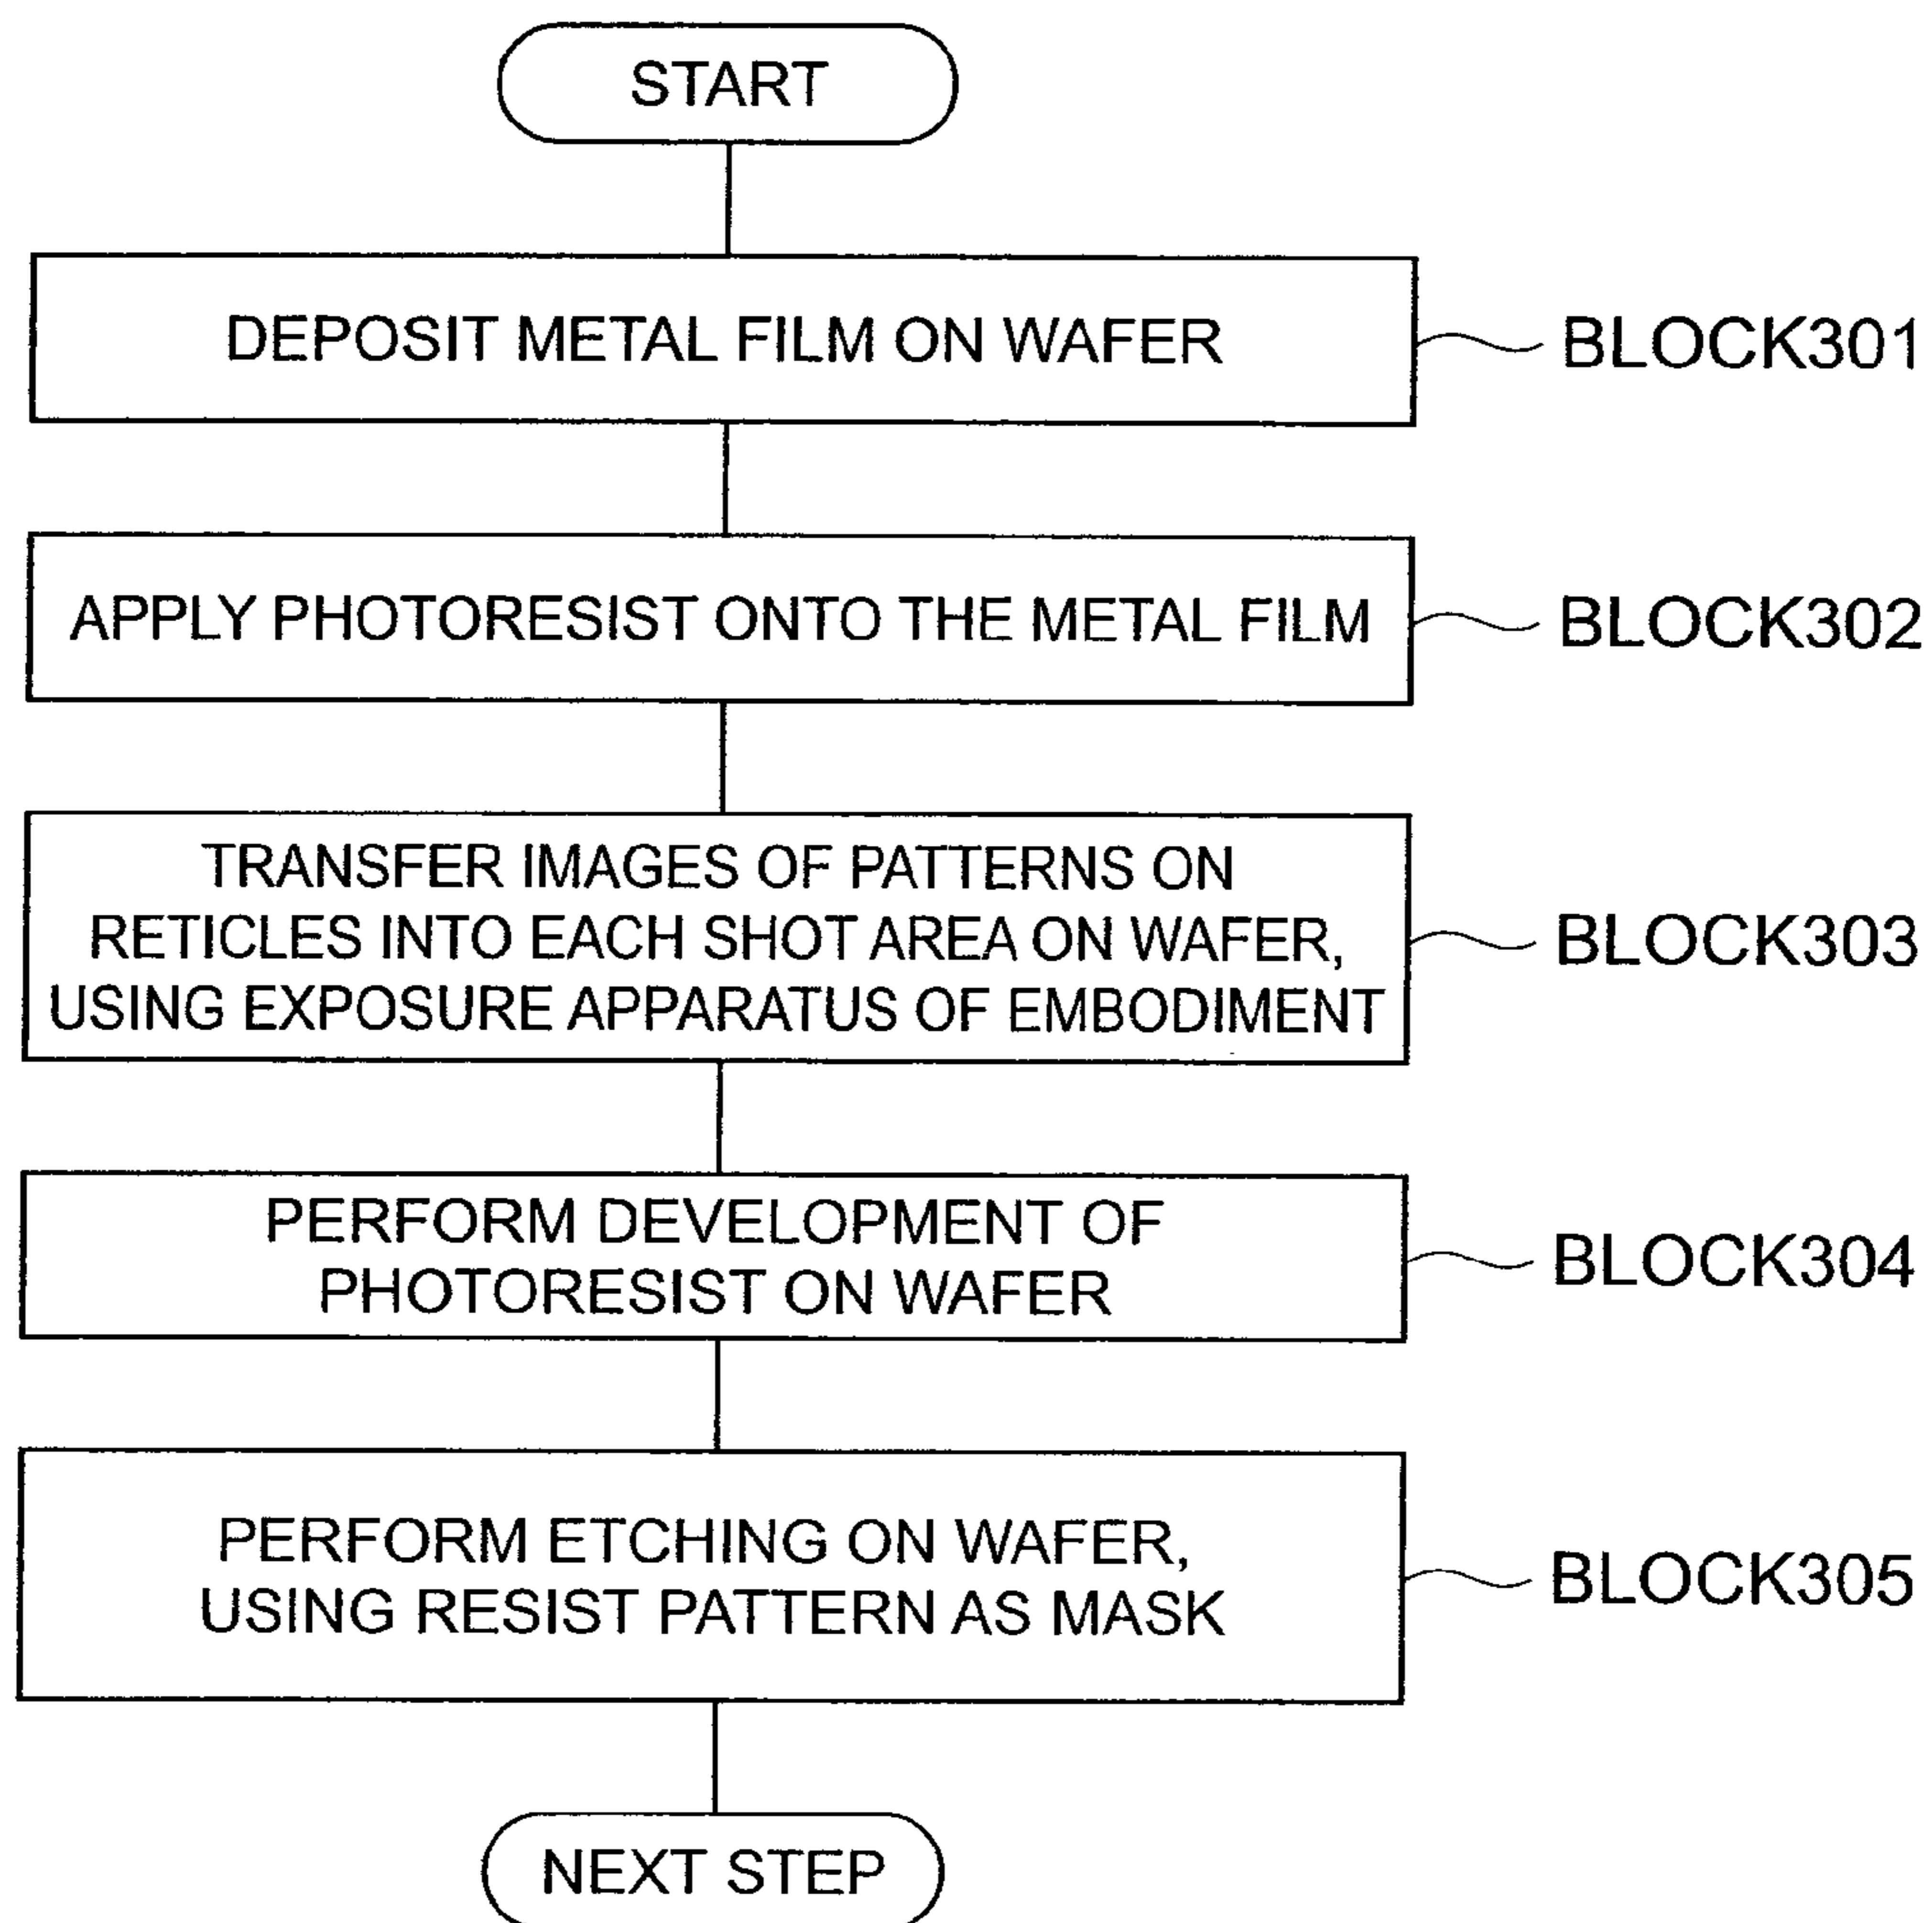 START
DEPOSIT METAL FILM ON WAFER
BLOCK301
APPLY PHOTORESIST ONTO THE METAL FILM
BLOCK302
TRANSFER IMAGES OF PATTERNS ON
RETICLES INTO EACH SHOT AREA ON WAFER,
USING EXPOSURE APPARATUS OF EMBODIMENT
BLOCK303
PERFORM DEVELOPMENT OF
PHOTORESIST ON WAFER
BLOCK304
PERFORM ETCHING ON WAFER,
USING RESIST PATTERN AS MASK
BLOCK305
NEXT STEP